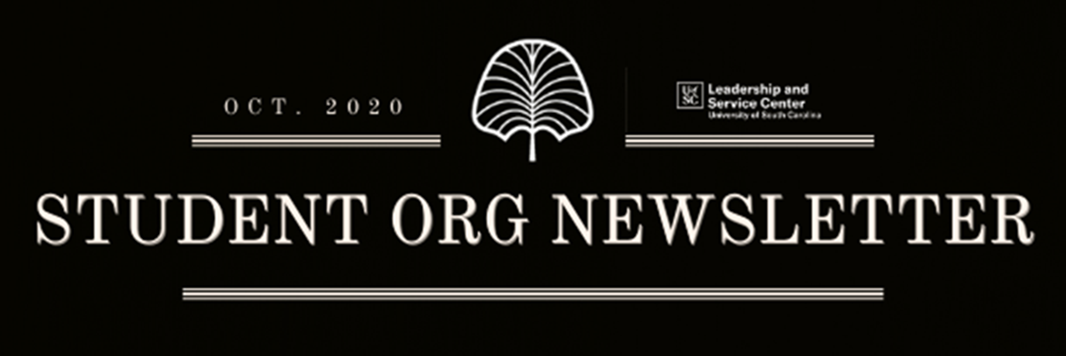 OCT. 2020
UofSC
Leadership and
Service Center
University of South Carolina
STUDENT ORG NEWSLETTER